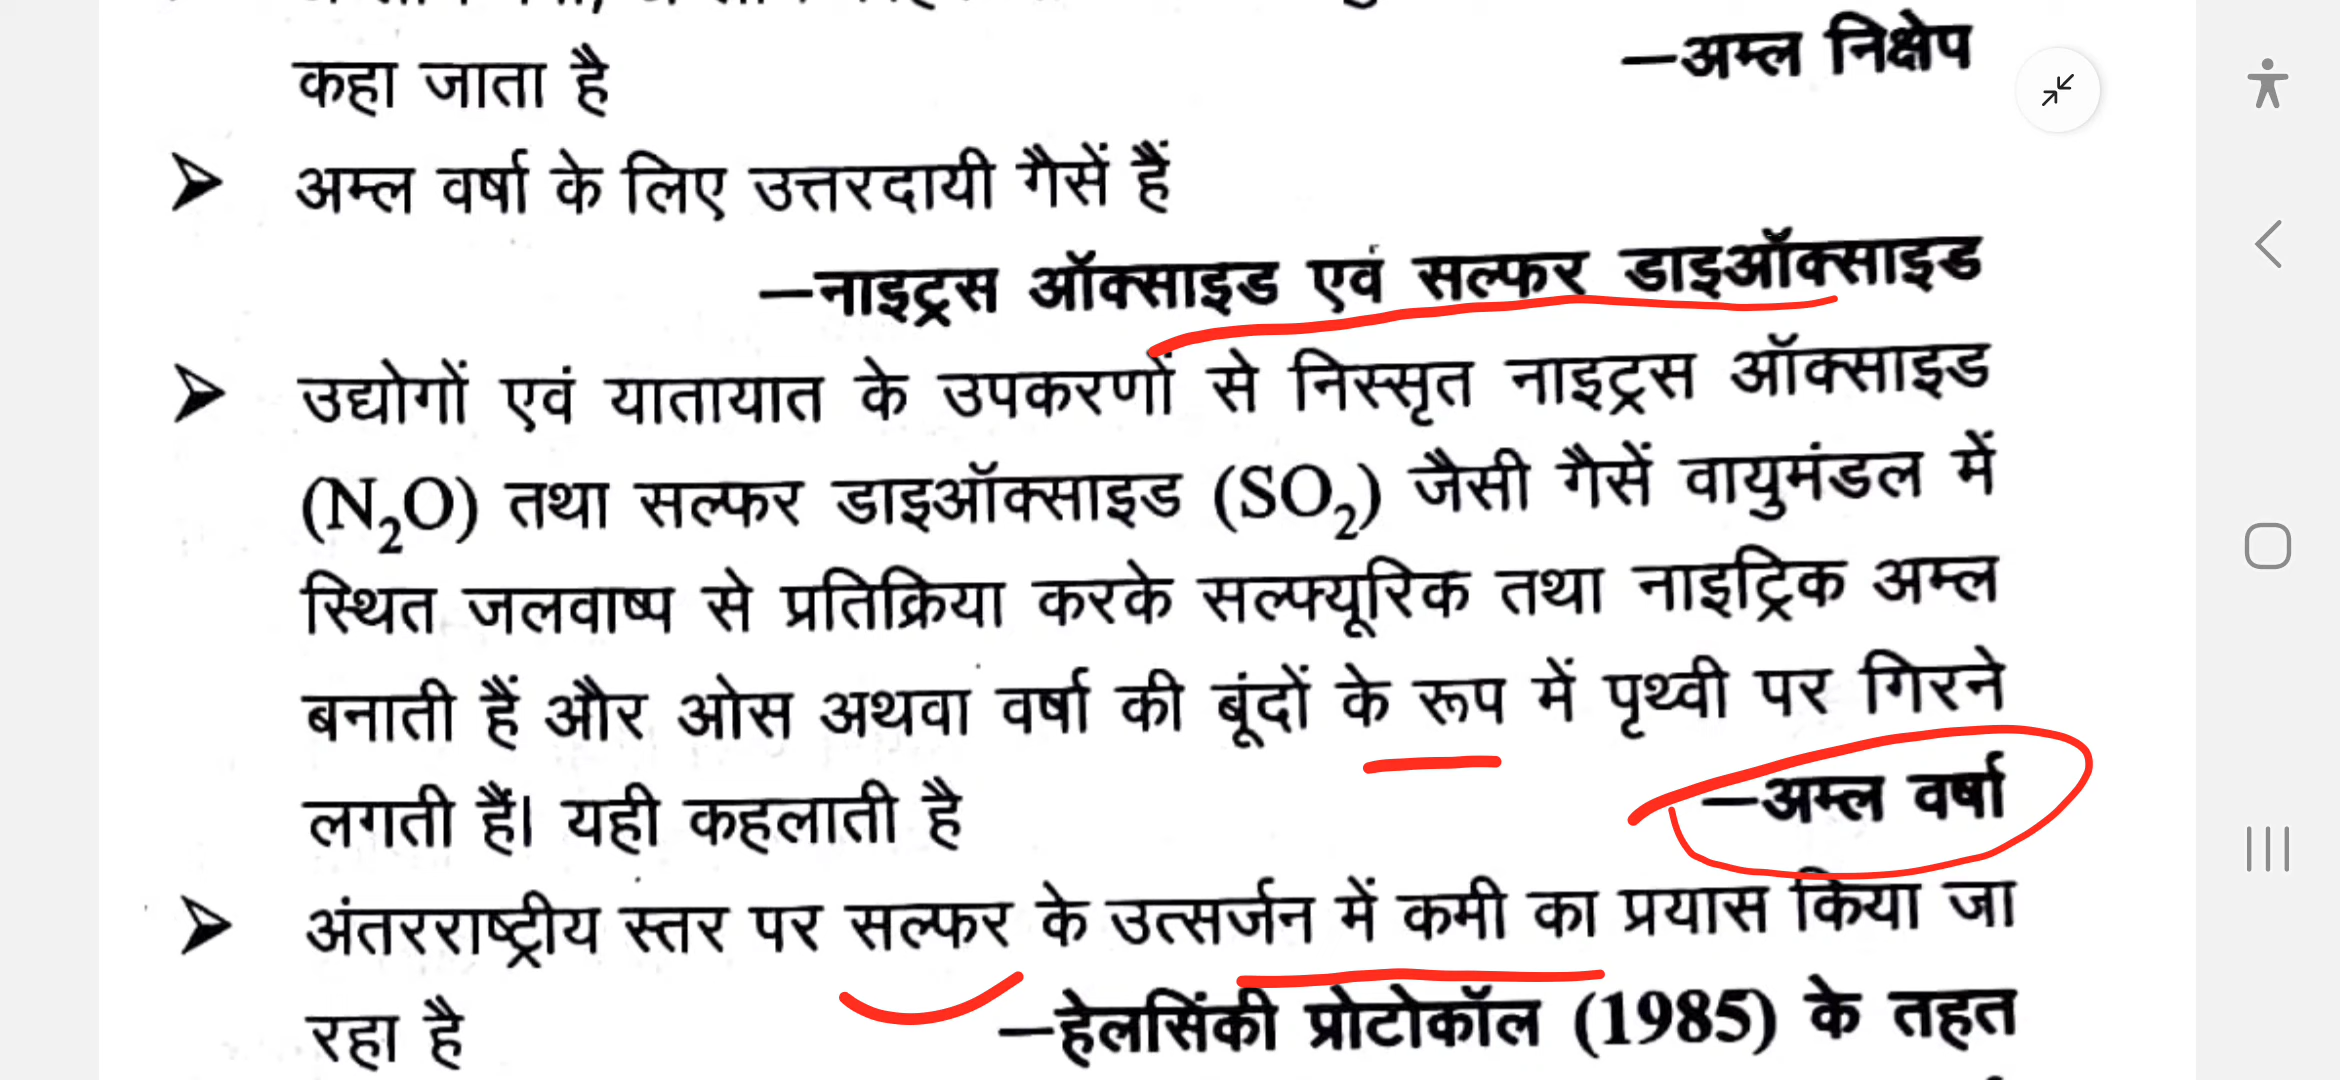 कहा जाता है —अम्ल निक्षेप
➢ अम्ल वर्षा के लिए उत्तरदायी गैसें हैं
—नाइट्रस ऑक्साइड एवं सल्फर डाइऑक्साइड
➢ उद्योगों एवं यातायात के उपकरणों से निस्सृत नाइट्रस ऑक्साइड
(N₂O) तथा सल्फर डाइऑक्साइड (SO₂) जैसी गैसें वायुमंडल में
स्थित जलवाष्प से प्रतिक्रिया करके सल्फ्यूरिक तथा नाइट्रिक अम्ल
बनाती हैं और ओस अथवा वर्षा की बूंदों के रूप में पृथ्वी पर गिरने
लगती हैं। यही कहलाती है —अम्ल वर्षा
➢ अंतरराष्ट्रीय स्तर पर सल्फर के उत्सर्जन में कमी का प्रयास किया जा
रहा है —हेलसिंकी प्रोटोकॉल (1985) के तहत